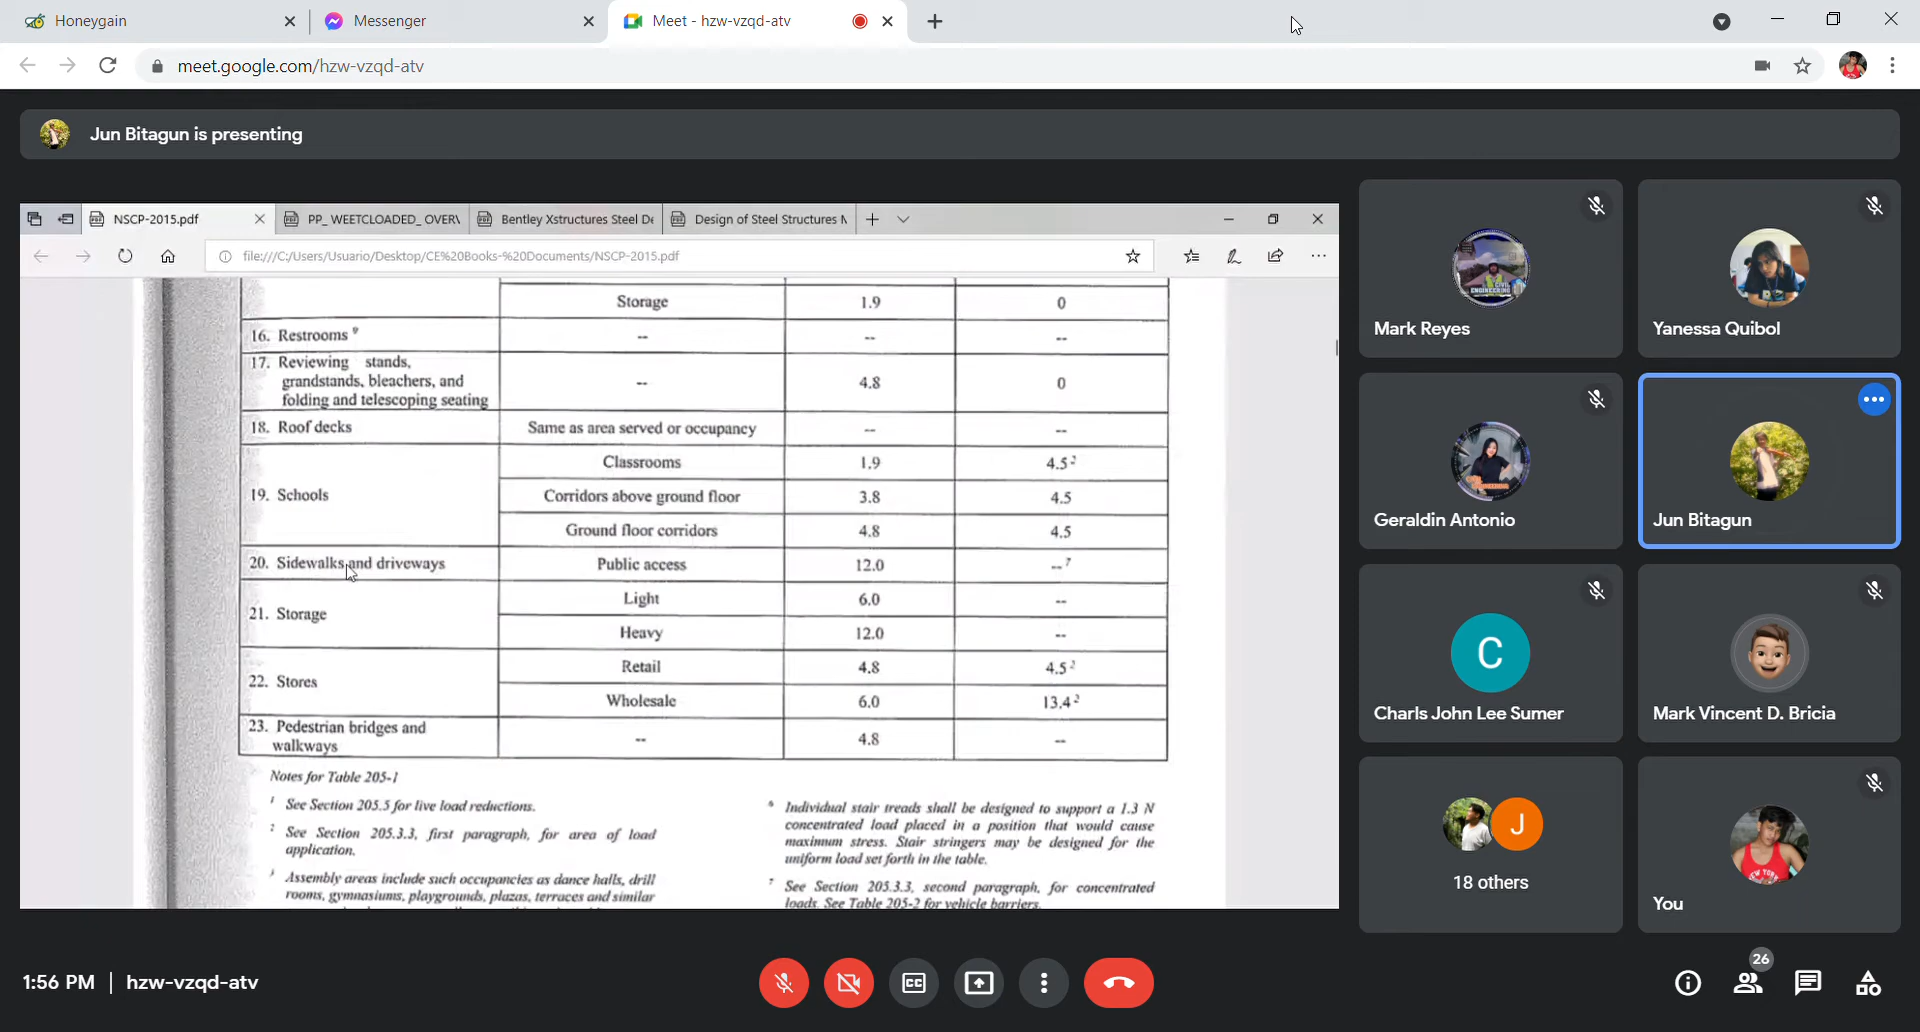 Honeygain
Messenger
Meet - hzw-vzqd-atv
meet.google.com/hzw-vzqd-atv
Jun Bitagun is presenting
NSCP-2015.pdf
PP_ WEETCLOADED_ OVER
Bentley Xstructures Steel De
Design of Steel Structures
file:///C:/Users/Usuario/Desktop/CE%20Books-%20Documents/NSCP-2015.pdf
Storage 1.9 0
16. Restrooms ⁹ -- -- --
17. Reviewing stands,
grandstands, bleachers, and
folding and telescoping seating
-- 4.8 0
18. Roof decks Same as area served or occupancy -- --
19. Schools
Classrooms 1.9 4.5 ²
Corridors above ground floor 3.8 4.5
Ground floor corridors 4.8 4.5
20. Sidewalks and driveways Public access 12.0 -- ⁷
21. Storage
Light 6.0 --
Heavy 12.0 --
22. Stores
Retail 4.8 4.5 ²
Wholesale 6.0 13.4 ²
23. Pedestrian bridges and
walkways
-- 4.8 --
Notes for Table 205-1
¹ See Section 205.5 for live load reductions.
² See Section 205.3.3, first paragraph, for area of load
application.
³ Assembly areas include such occupancies as dance halls, drill
rooms, gymnasiums, playgrounds, plazas, terraces and similar
⁶ Individual stair treads shall be designed to support a 1.3 N
concentrated load placed in a position that would cause
maximum stress. Stair stringers may be designed for the
uniform load set forth in the table.
⁷ See Section 205.3.3, second paragraph, for concentrated
loads. See Table 205-2 for vehicle barriers.
Mark Reyes
Yanessa Quibol
CIVIL
ENGINEERING
Geraldin Antonio
Jun Bitagun
C
Charls John Lee Sumer
Mark Vincent D. Bricia
J
18 others
NEW YORK
You
1:56 PM | hzw-vzqd-atv
CC
26